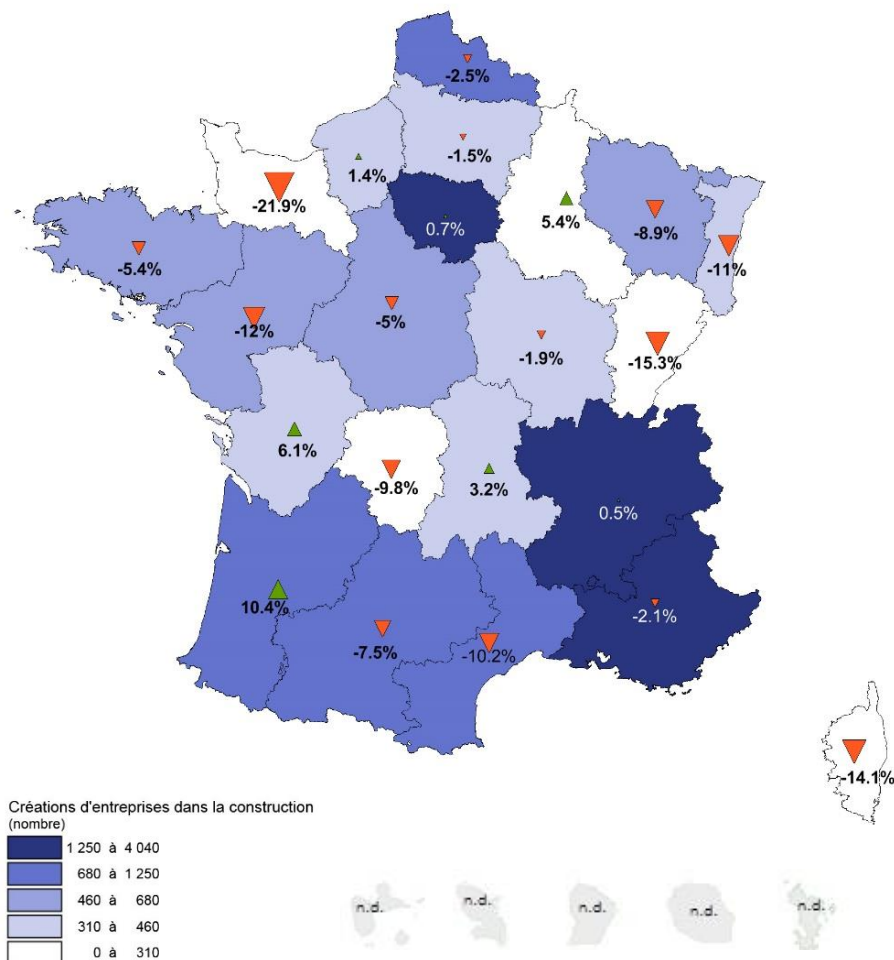 -2.5%
-1.5%
1.4%
-21.9%
0.7%
5.4%
-8.9%
-11%
-5.4%
-12%
-5%
-1.9%
-15.3%
6.1%
-9.8%
3.2%
0.5%
10.4%
-7.5%
-10.2%
-2.1%
-14.1%
Créations d'entreprises dans la construction
(nombre)
1 250 à 4 040
680 à 1 250
460 à 680
310 à 460
0 à 310
n.d. n.d. n.d. n.d. n.d.